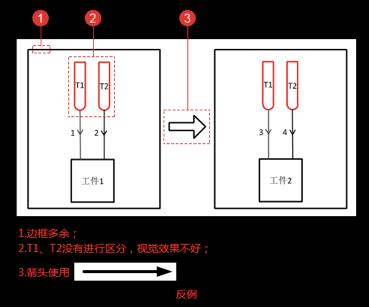 1 2 3
T1 T2 T1 T2
1 2 3 4
工件1 工件2
1.边框多余；
2.T1、T2没有进行区分，视觉效果不好；
3.箭头使用
反例